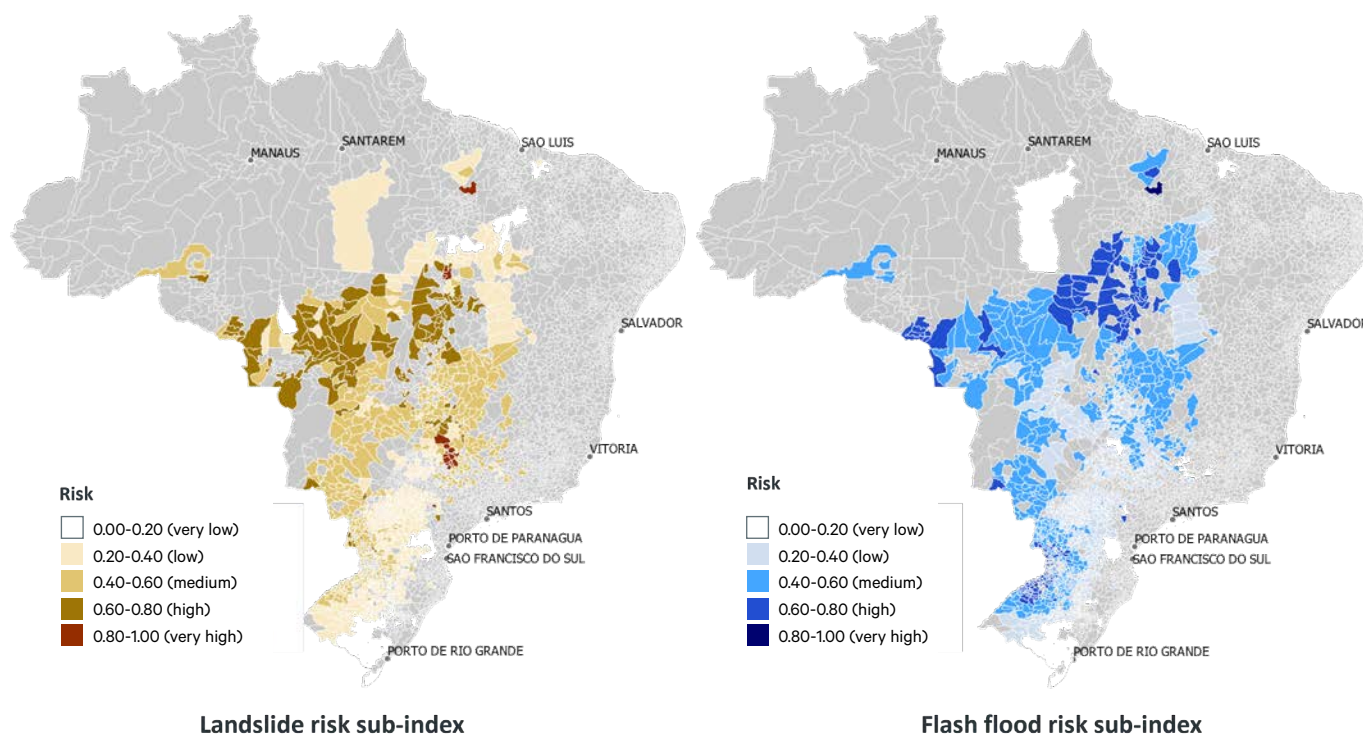 SANTAREM
SAO LUIS
MANAUS
SALVADOR
VITORIA
SANTOS
PORTO DE PARANAGUA
SAO FRANCISCO DO SUL
PORTO DE RIO GRANDE
Risk
0.00-0.20 (very low)
0.20-0.40 (low)
0.40-0.60 (medium)
0.60-0.80 (high)
0.80-1.00 (very high)
Landslide risk sub-index
SANTAREM
SAO LUIS
MANAUS
SALVADOR
VITORIA
SANTOS
PORTO DE PARANAGUA
SAO FRANCISCO DO SUL
PORTO DE RIO GRANDE
Risk
0.00-0.20 (very low)
0.20-0.40 (low)
0.40-0.60 (medium)
0.60-0.80 (high)
0.80-1.00 (very high)
Flash flood risk sub-index